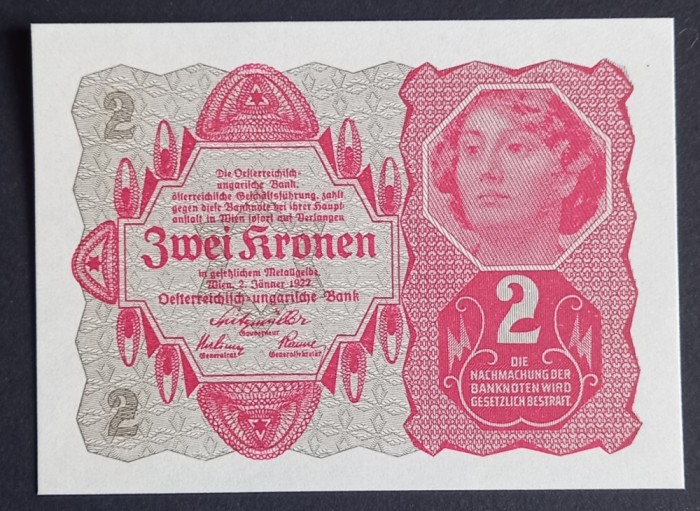 2
Die Oesterreichisch-
ungarische Bank,
österreichische Geschäftsführung, zahlt
gegen diese Banknote bei ihrer Haupt-
anstalt in Wien sofort auf Verlangen
Zwei Kronen
in gesetzlichem Metallgelde.
Wien, 2. Jänner 1922
Oesterreichisch-ungarische Bank
Spitzmüller
Gouverneur
Generalrat
Generalsekretär
2
2
DIE
NACHMACHUNG DER
BANKNOTEN WIRD
GESETZLICH BESTRAFT.